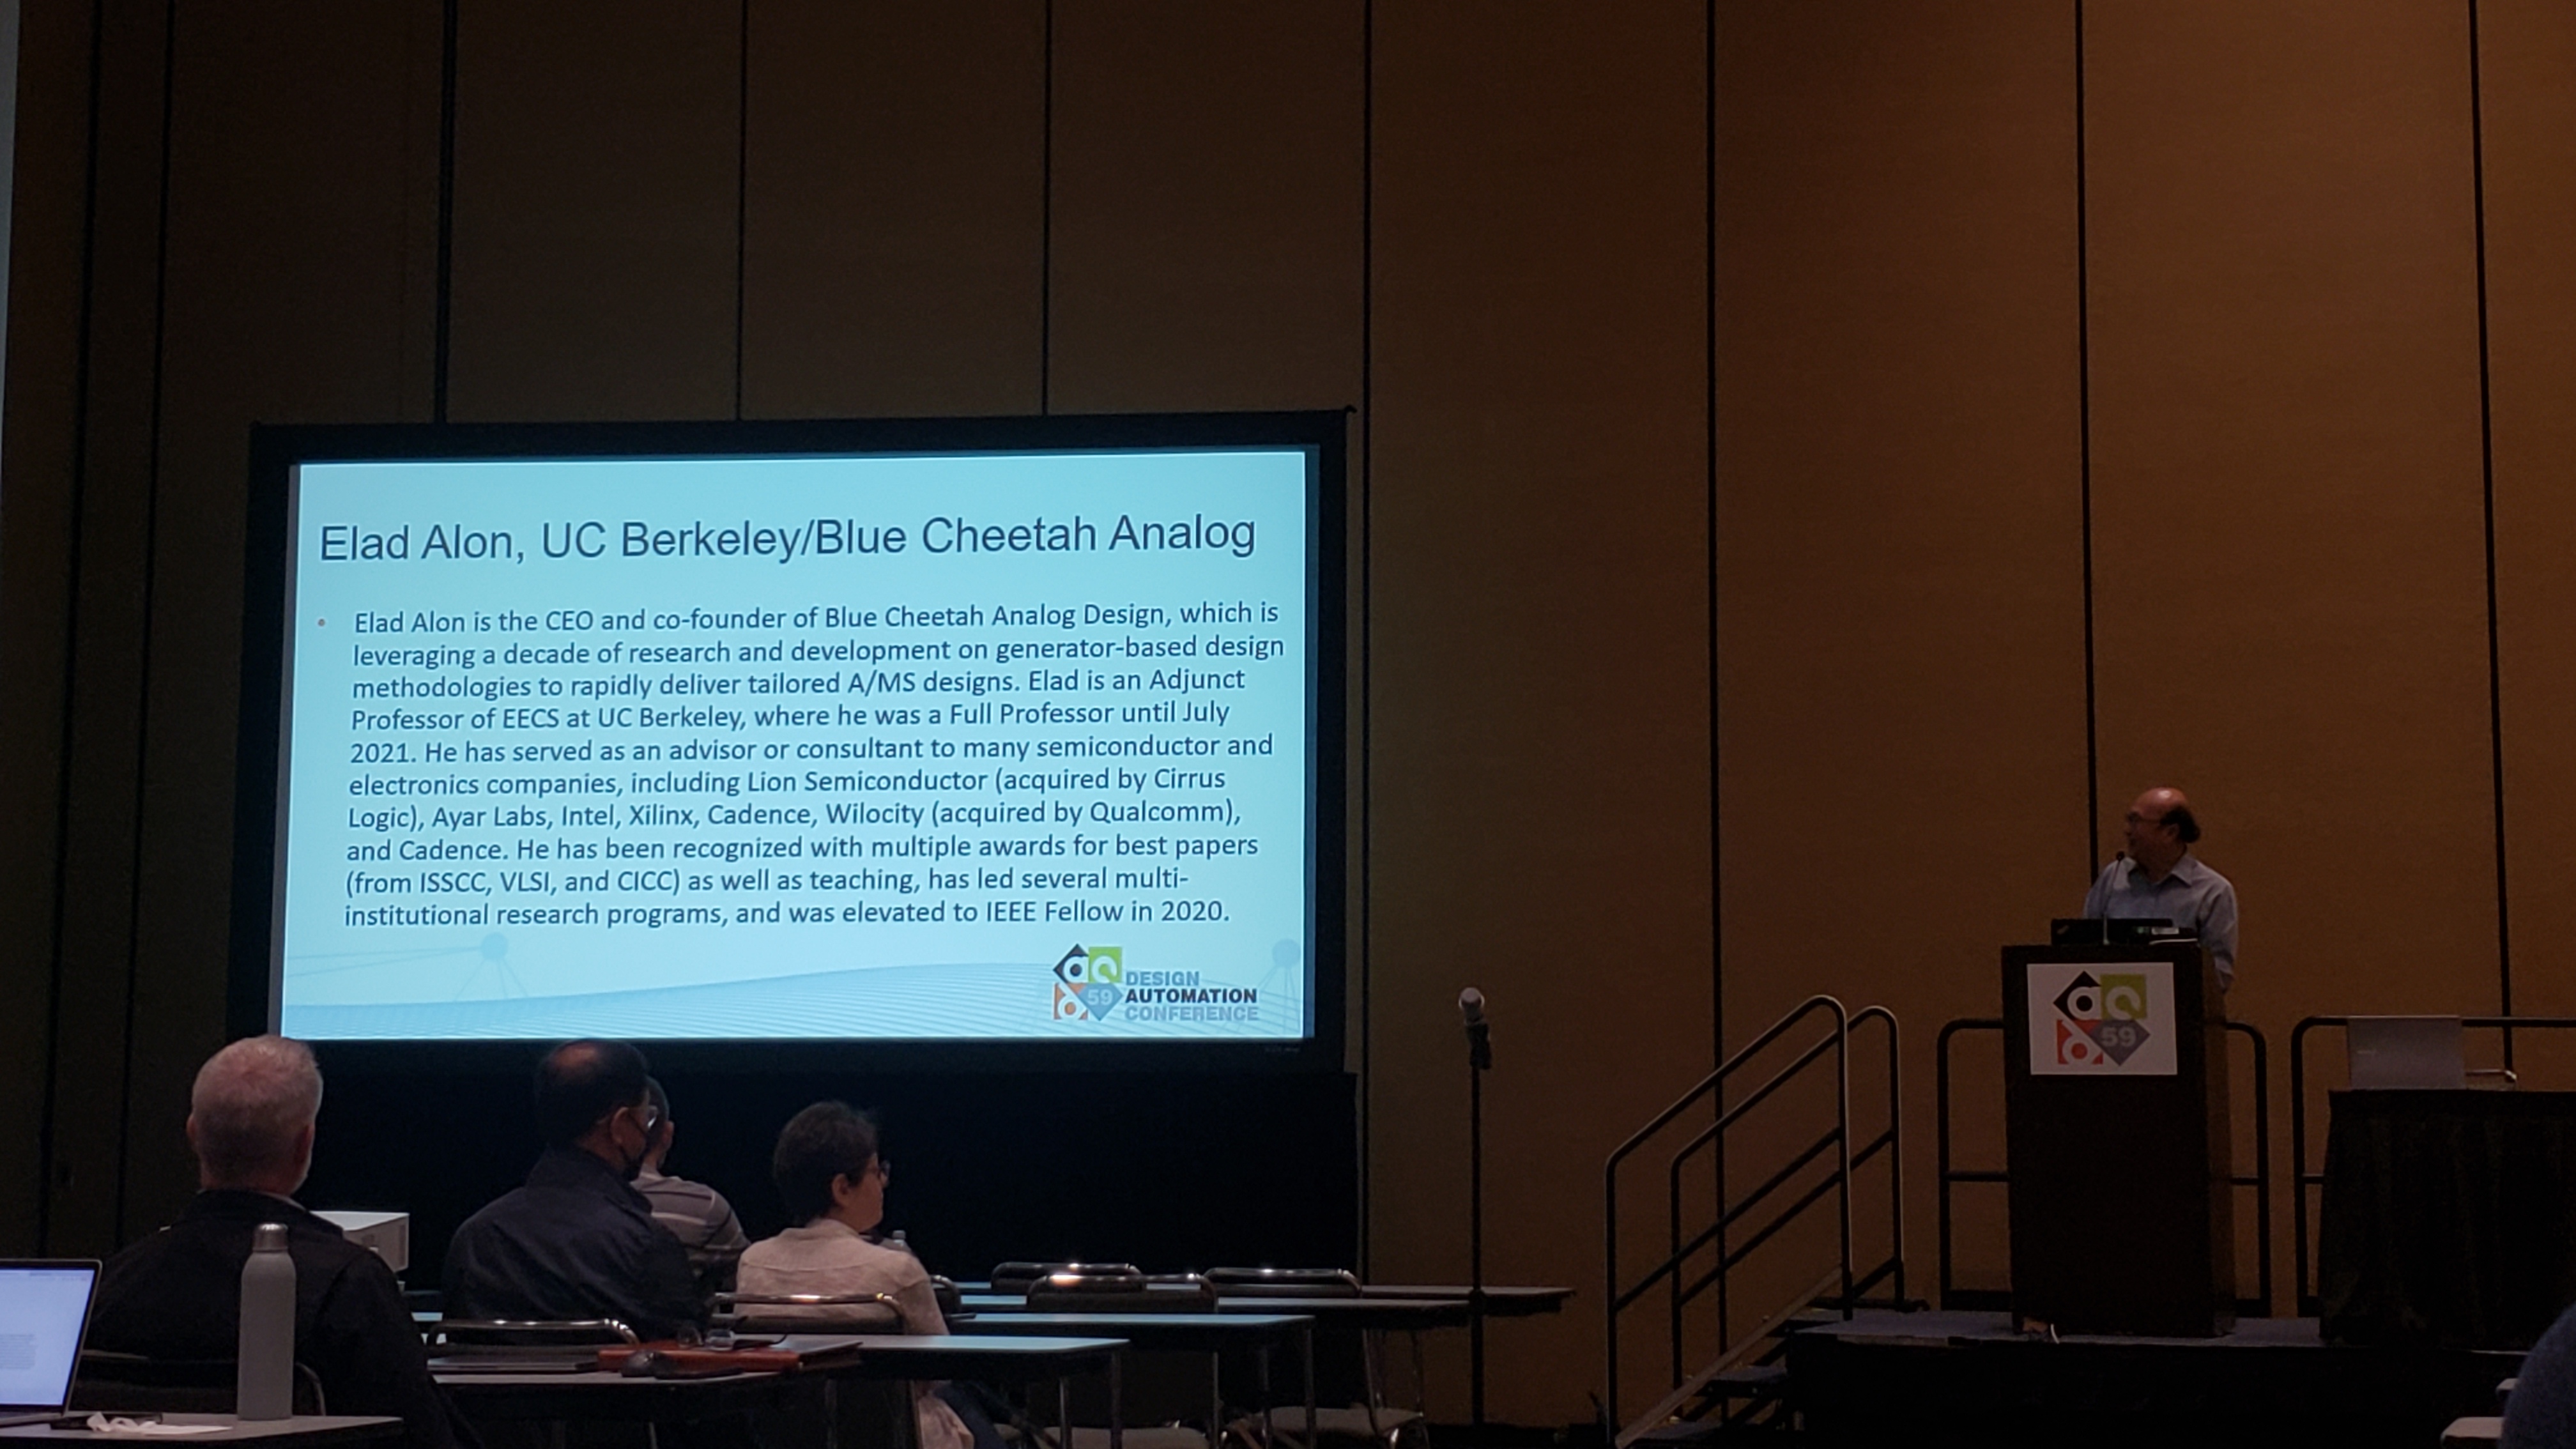 Elad Alon, UC Berkeley/Blue Cheetah Analog
• Elad Alon is the CEO and co-founder of Blue Cheetah Analog Design, which is
leveraging a decade of research and development on generator-based design
methodologies to rapidly deliver tailored A/MS designs. Elad is an Adjunct
Professor of EECS at UC Berkeley, where he was a Full Professor until July
2021. He has served as an advisor or consultant to many semiconductor and
electronics companies, including Lion Semiconductor (acquired by Cirrus
Logic), Ayar Labs, Intel, Xilinx, Cadence, Wilocity (acquired by Qualcomm),
and Cadence. He has been recognized with multiple awards for best papers
(from ISSCC, VLSI, and CICC) as well as teaching, has led several multi-
institutional research programs, and was elevated to IEEE Fellow in 2020.
59
DESIGN
AUTOMATION
CONFERENCE
59